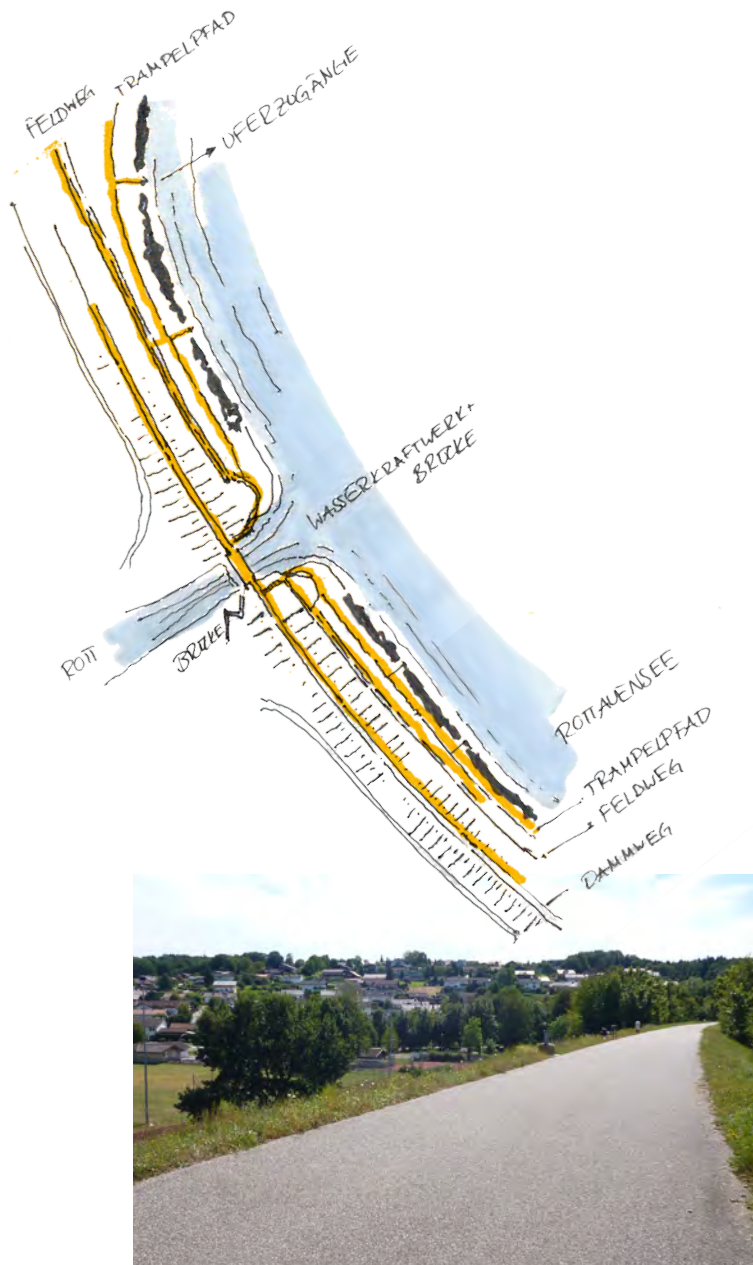 FELDWEG
TRAMPELPFAD
UFERZUGÄNGE
WASSERKRAFTWERK+
BRÜCKE
ROTT
BRÜCKE
ROTTAUENSEE
TRAMPELPFAD
FELDWEG
DAMMWEG